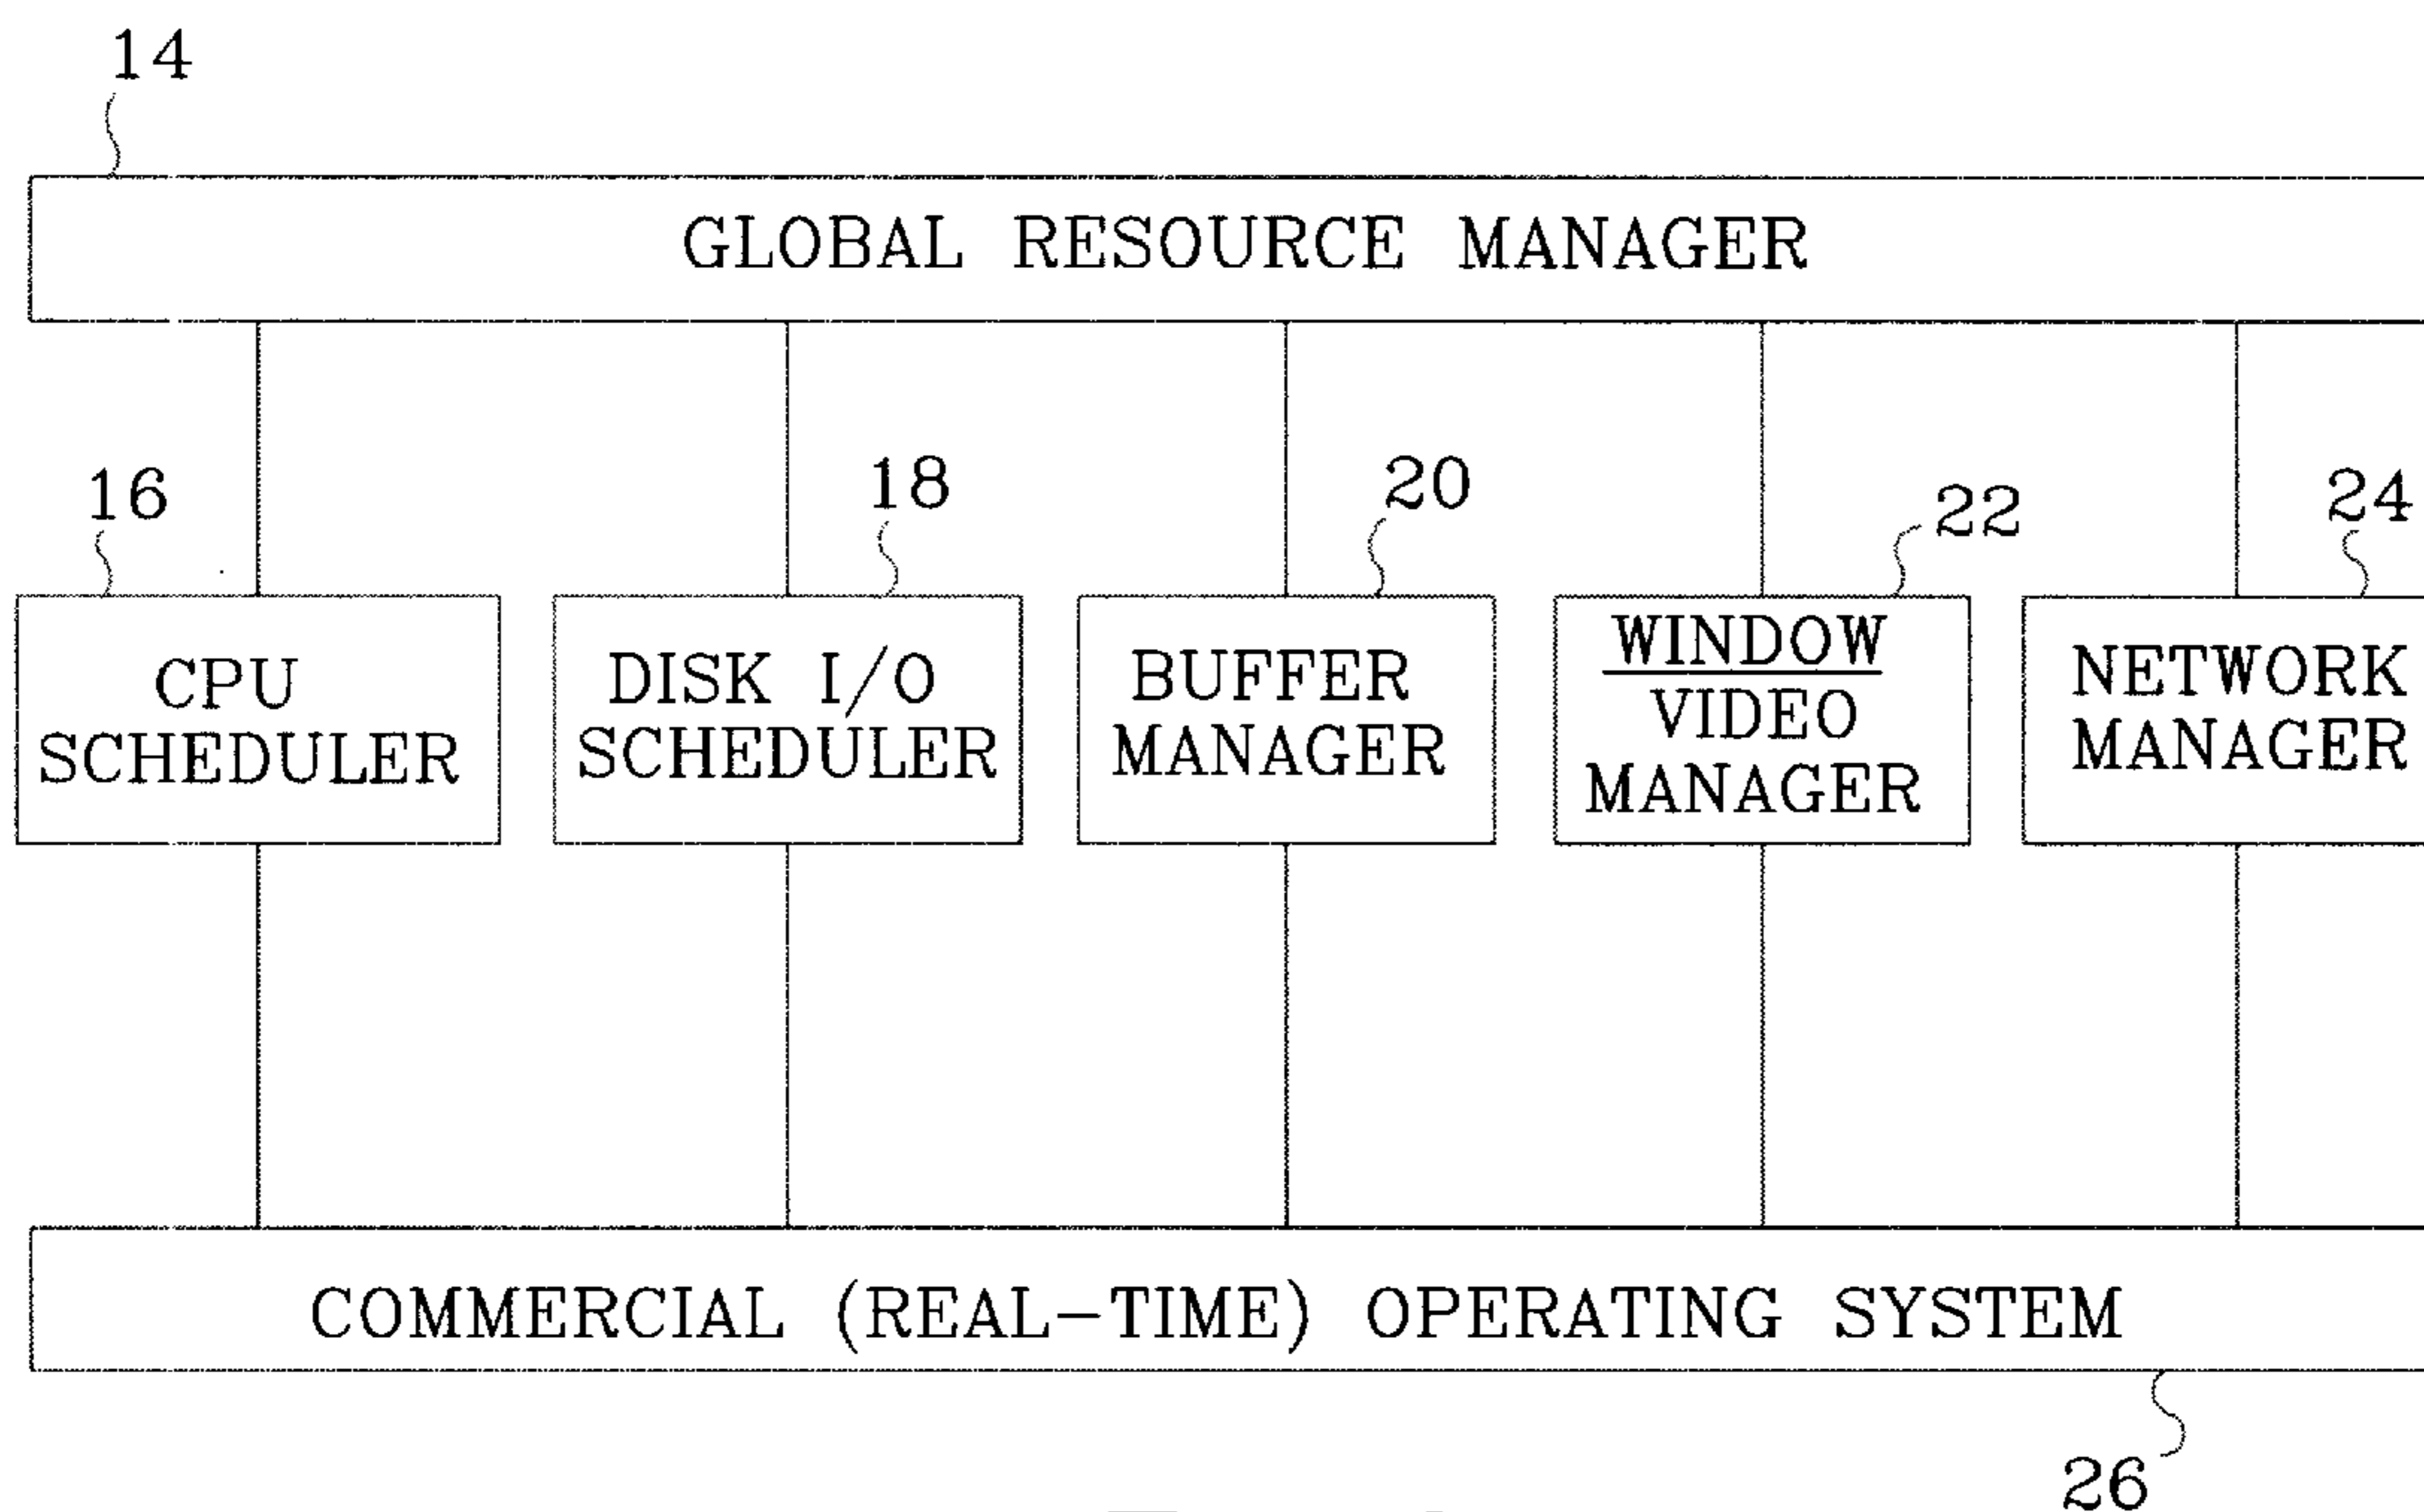 14
GLOBAL RESOURCE MANAGER
16
18
20
22
24
CPU
SCHEDULER
DISK I/O
SCHEDULER
BUFFER
MANAGER
WINDOW
VIDEO
MANAGER
NETWORK
MANAGER
COMMERCIAL (REAL-TIME) OPERATING SYSTEM
26